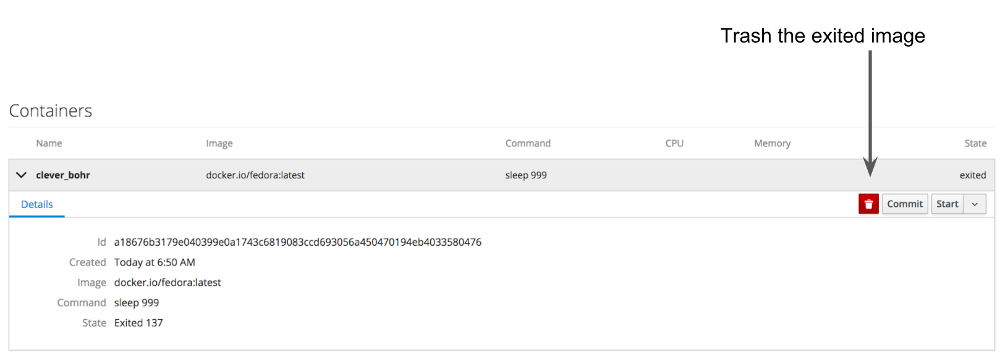 Trash the exited image
Containers
Name Image Command CPU Memory State
clever_bohr docker.io/fedora:latest sleep 999 exited
Details Commit Start
Id a18676b3179e040399e0a1743c6819083ccd693056a450470194eb4033580476
Created Today at 6:50 AM
Image docker.io/fedora:latest
Command sleep 999
State Exited 137